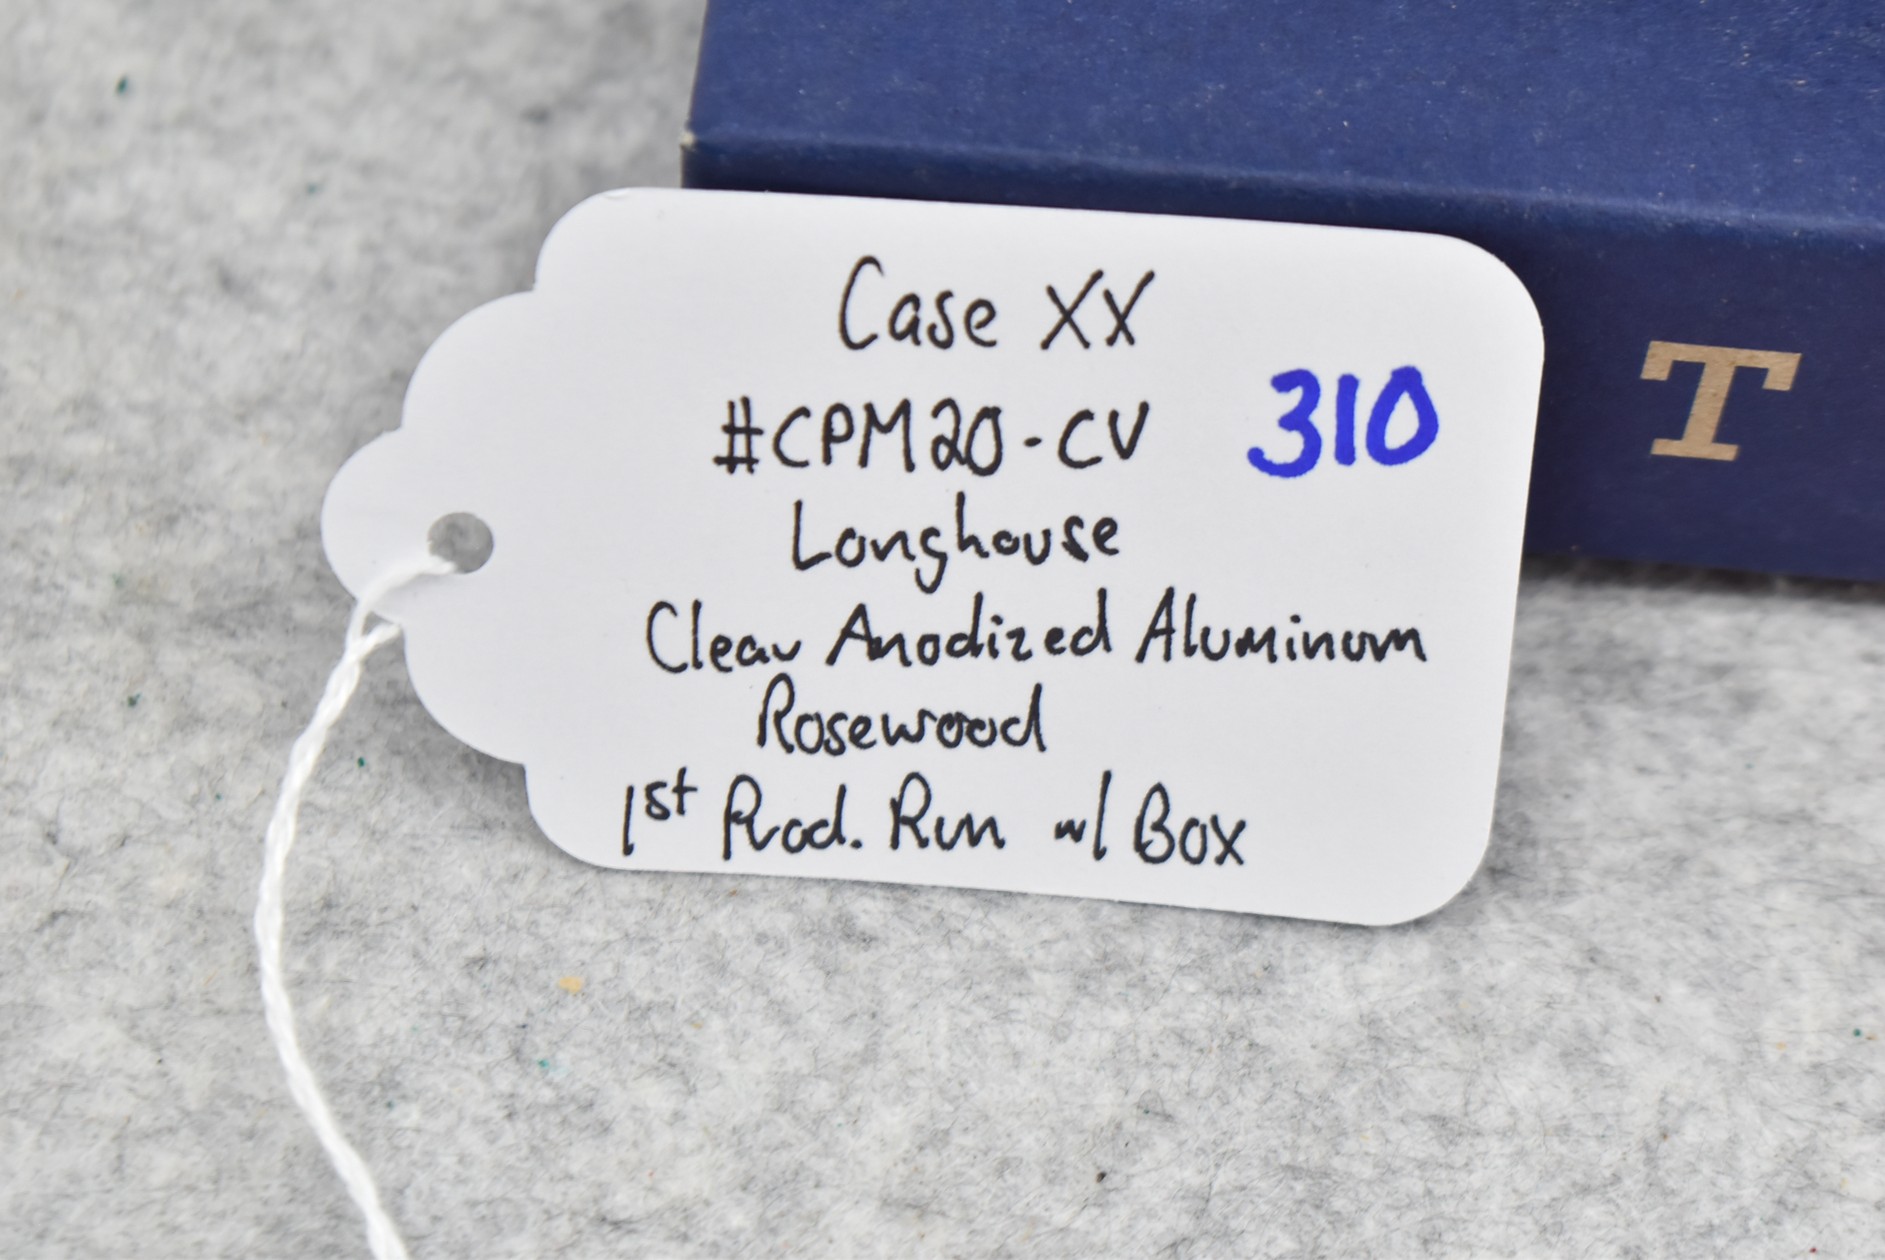 Case XX
#CPM20-CV 310
Longhouse
Clear Anodized Aluminum
Rosewood
1st Prod. Run w/ Box
T